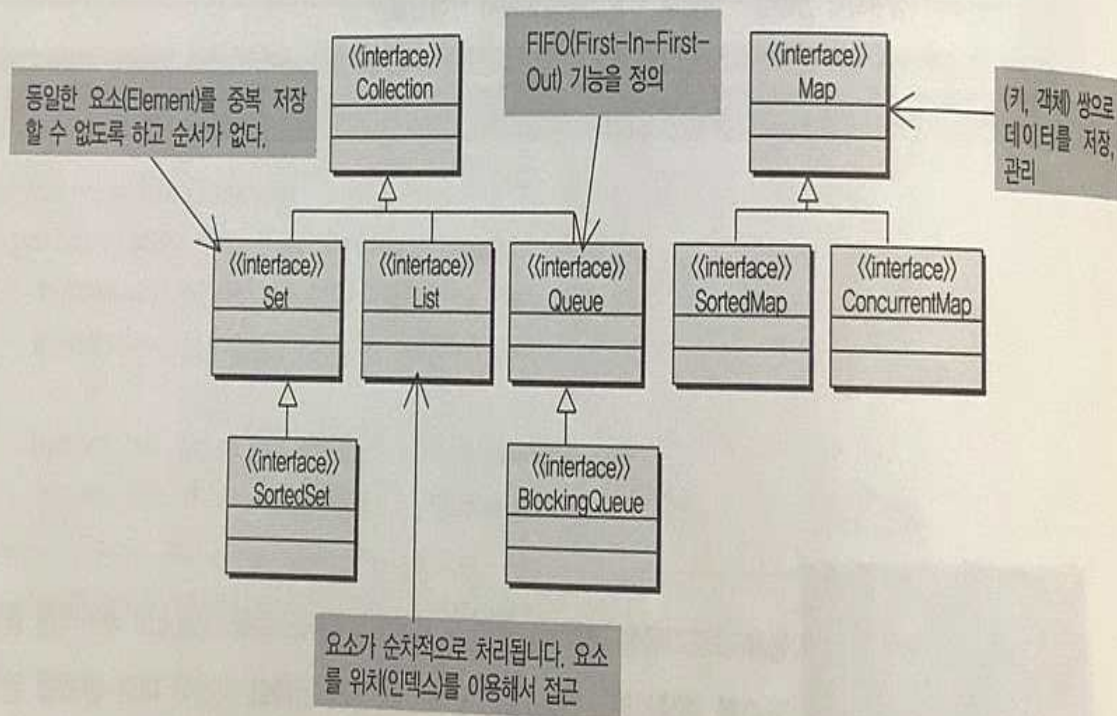 <<interface>>
Collection
FIFO(First-In-First-
Out) 기능을 정의
<<interface>>
Map
동일한 요소(Element)를 중복 저장
할 수 없도록 하고 순서가 없다.
(키, 객체) 쌍으로
데이터를 저장,
관리
<<interface>>
Set
<<interface>>
List
<<interface>>
Queue
<<interface>>
SortedMap
<<interface>>
ConcurrentMap
<<interface>>
SortedSet
<<interface>>
BlockingQueue
요소가 순차적으로 처리됩니다. 요소
를 위치(인덱스)를 이용해서 접근